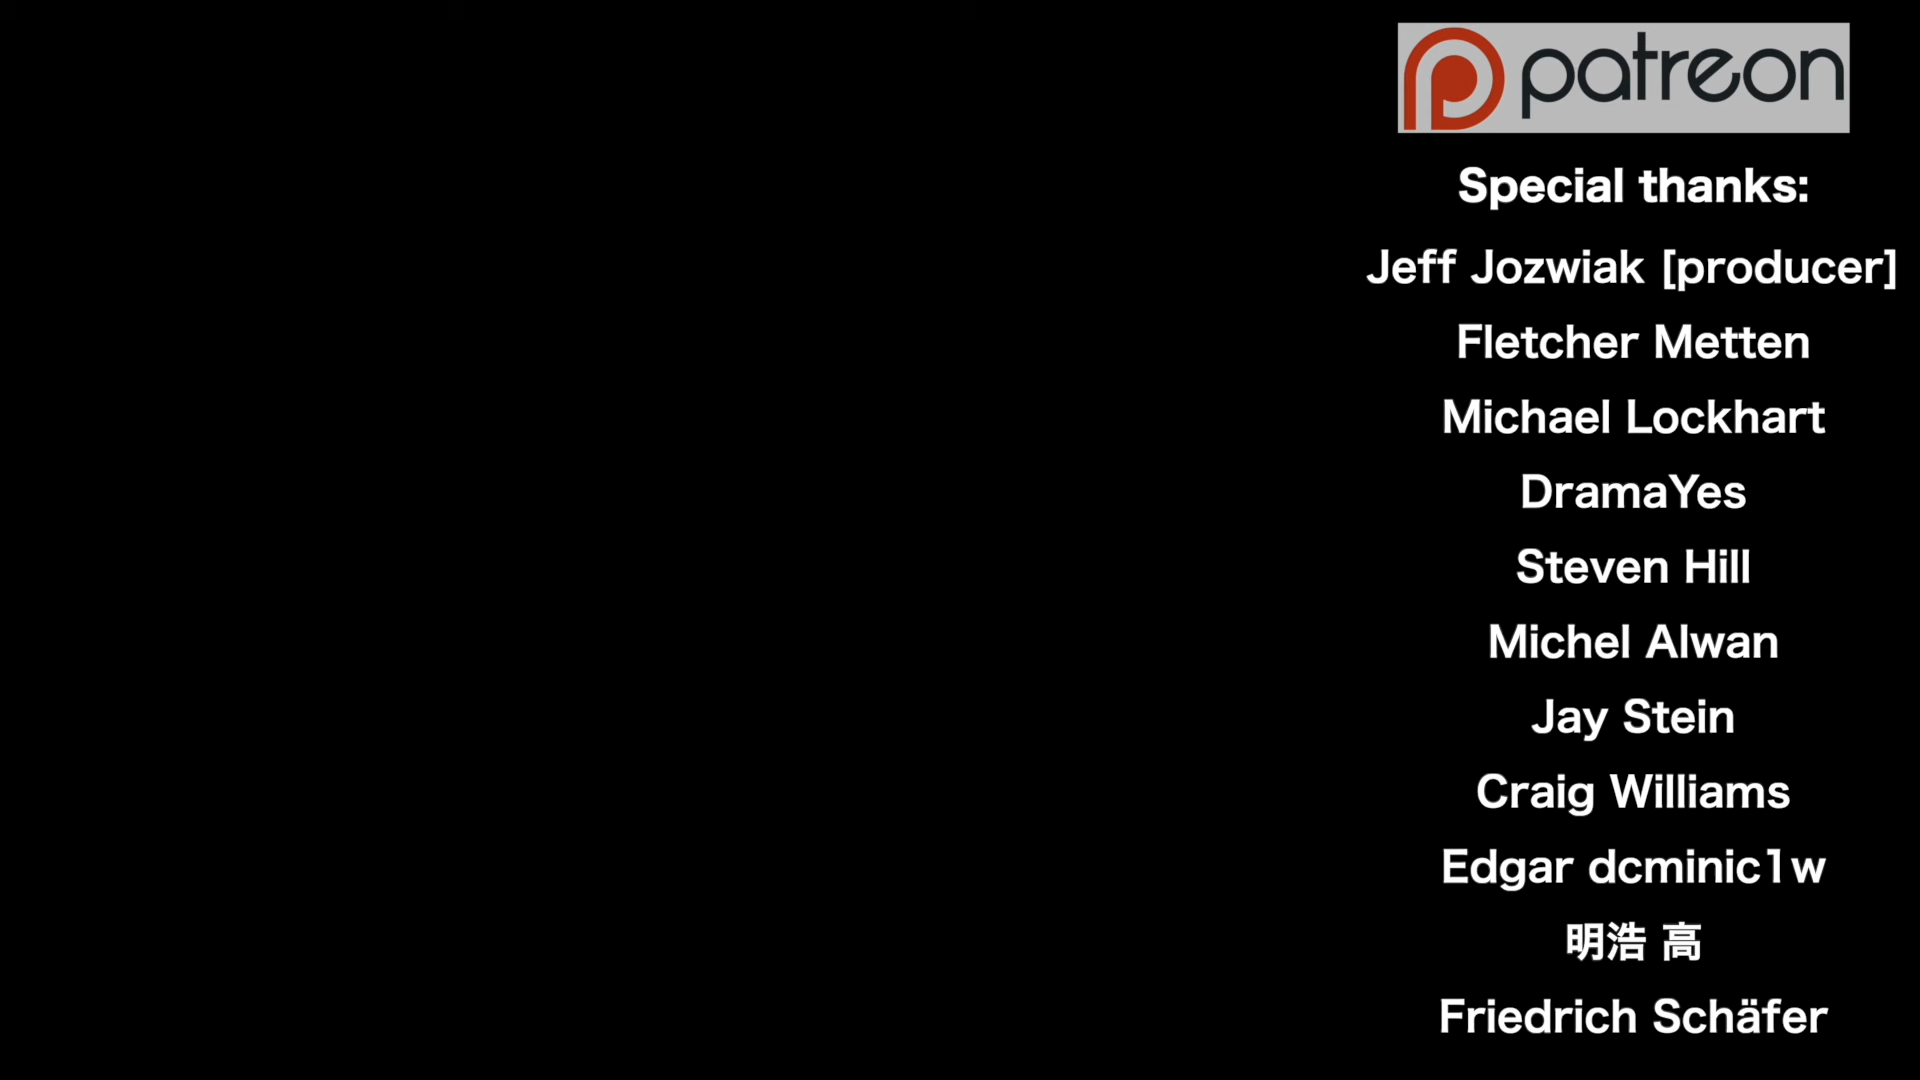 patreon
Special thanks:
Jeff Jozwiak [producer]
Fletcher Metten
Michael Lockhart
DramaYes
Steven Hill
Michel Alwan
Jay Stein
Craig Williams
Edgar dcminic1w
明浩 高
Friedrich Schäfer